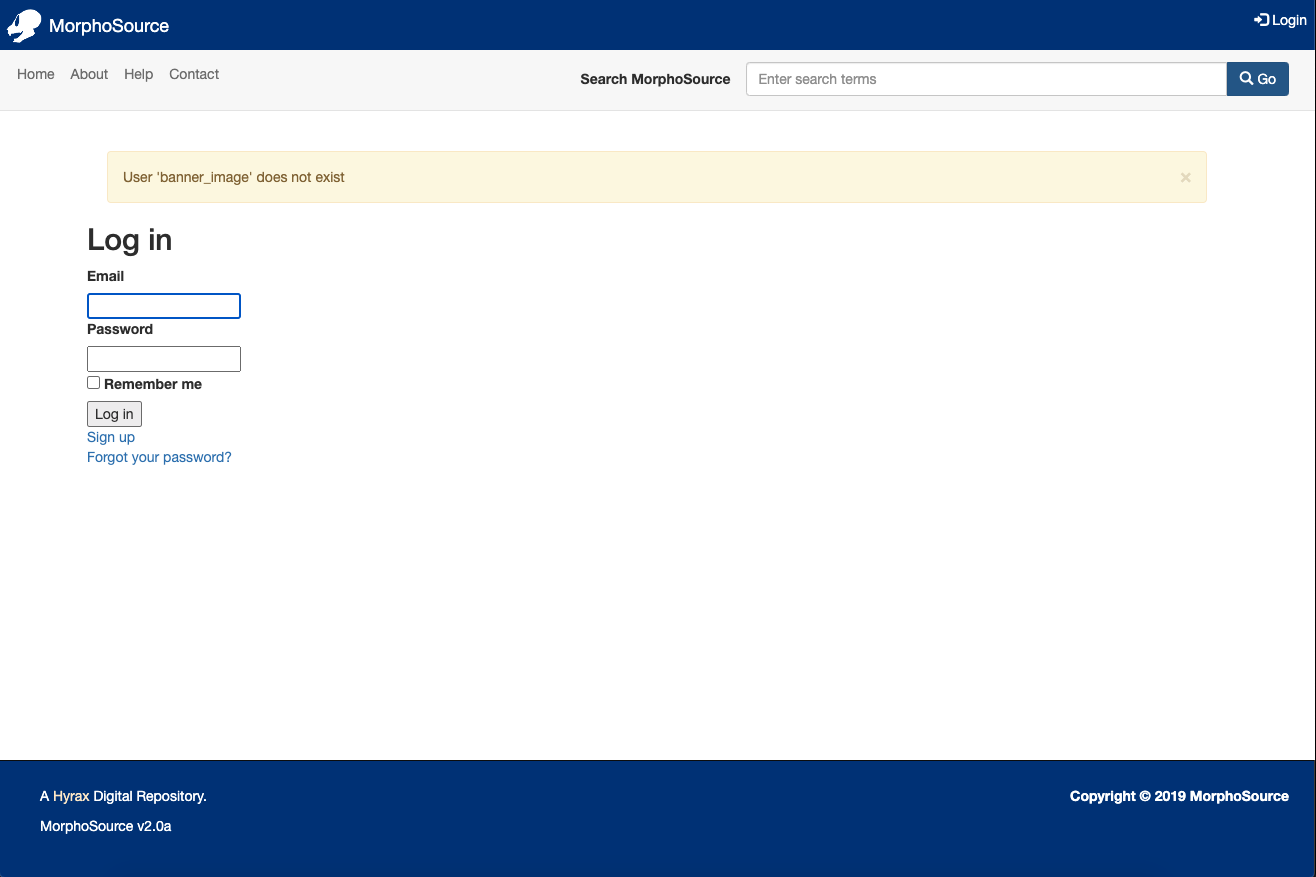 MorphoSource
Login
Home About Help Contact
Search MorphoSource
Enter search terms
Go
User 'banner_image' does not exist
×
Log in
Email
Password
Remember me
Log in
Sign up
Forgot your password?
A Hyrax Digital Repository.
Copyright © 2019 MorphoSource
MorphoSource v2.0a